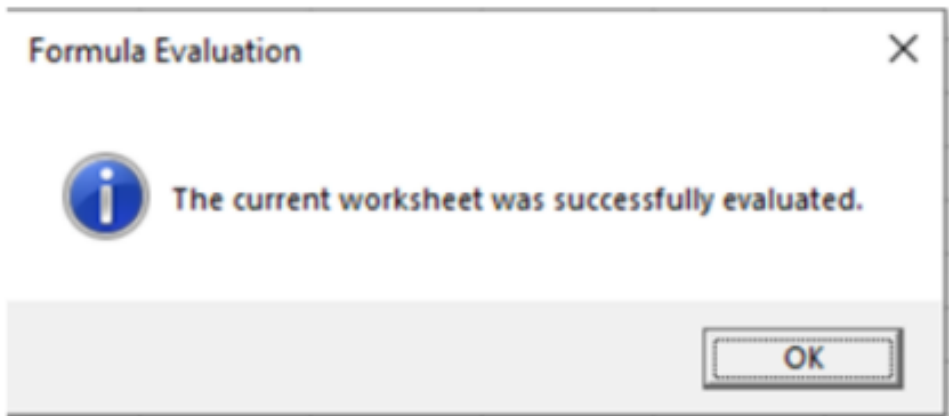 Formula Evaluation
The current worksheet was successfully evaluated.
OK